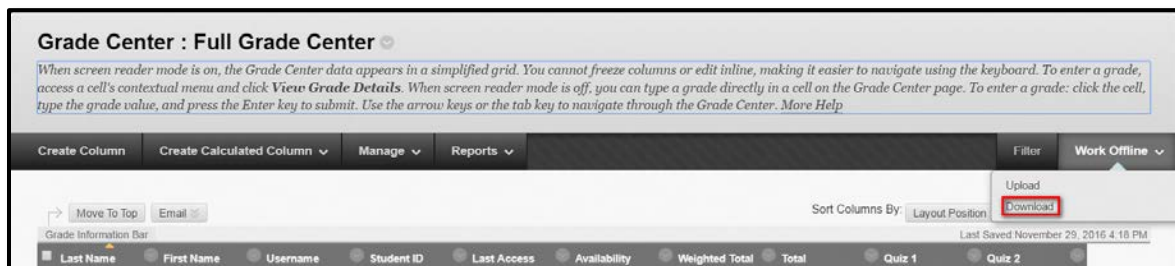 Grade Center : Full Grade Center
When screen reader mode is on, the Grade Center data appears in a simplified grid. You cannot freeze columns or edit inline, making it easier to navigate using the keyboard. To enter a grade,
access a cell's contextual menu and click View Grade Details. When screen reader mode is off, you can type a grade directly in a cell on the Grade Center page. To enter a grade: click the cell,
type the grade value, and press the Enter key to submit. Use the arrow keys or the tab key to navigate through the Grade Center. More Help
Create Column Create Calculated Column Manage Reports Filter Work Offline
Upload
Download
Move To Top Email Sort Columns By: Layout Position
Grade Information Bar Last Saved:November 29, 2016 4:18 PM
Last Name First Name Username Student ID Last Access Availability Weighted Total Total Quiz 1 Quiz 2